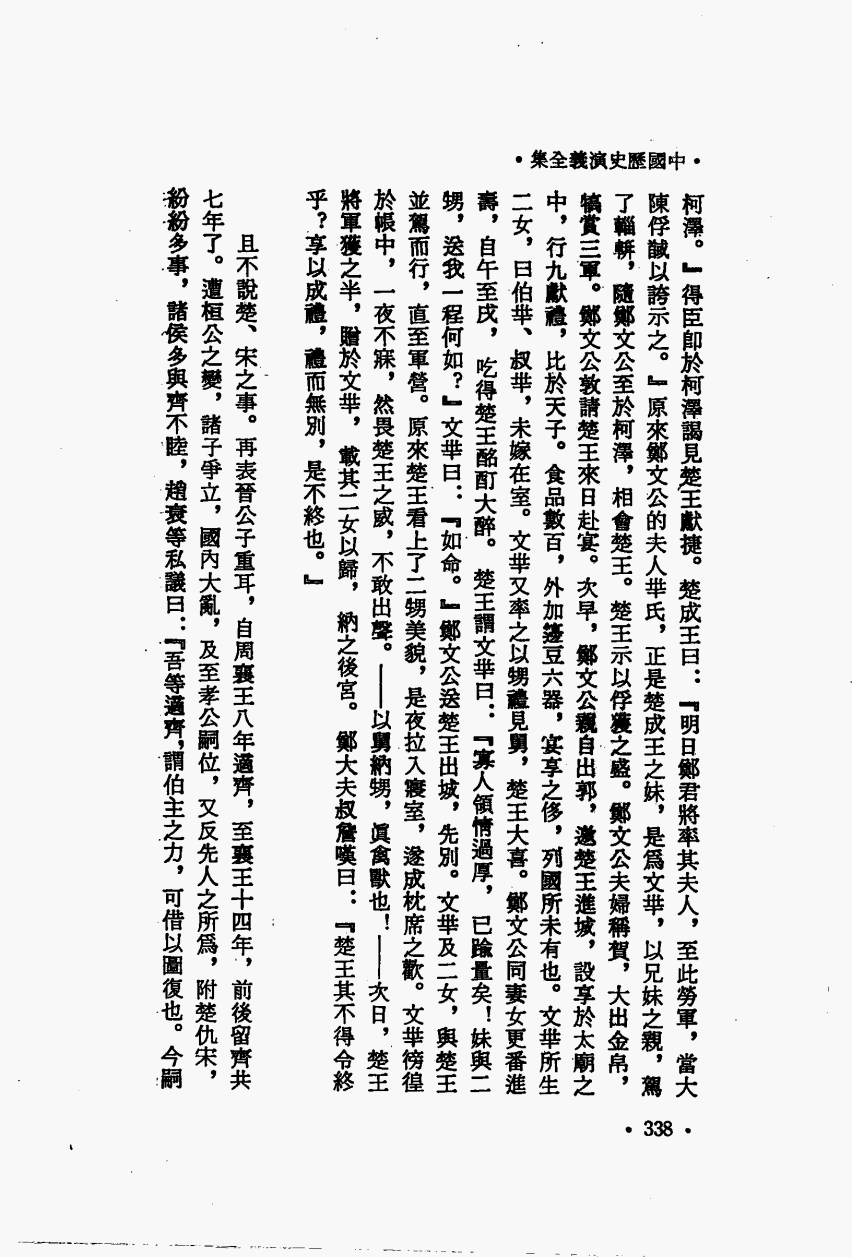 •中國歷史演義全集•
柯澤。』得臣卽於柯澤謁見楚王獻捷。楚成王曰：『明日鄭君將率其夫人，至此勞軍，當大
陳俘馘以誇示之。』原來鄭文公的夫人羋氏，正是楚成王之妹，是爲文羋，以兄妹之親，駕
了輜軿，隨鄭文公至於柯澤，相會楚王。楚王示以俘獲之盛。鄭文公夫婦稱賀，大出金帛，
犒賞三軍。鄭文公敦請楚王來日赴宴。次早，鄭文公親自出郭，邀楚王進城，設享於太廟之
中，行九獻禮，比於天子。食品數百，外加籩豆六器，宴享之侈，列國所未有也。文羋所生
二女，曰伯羋、叔羋，未嫁在室。文羋又率之以甥禮見舅，楚王大喜。鄭文公同妻女更番進
壽，自午至戌，吃得楚王酩酊大醉。楚王謂文羋曰：『寡人領情過厚，已踰量矣！妹與二
甥，送我一程何如？』文羋曰：『如命。』鄭文公送楚王出城，先別。文羋及二女，與楚王
並駕而行，直至軍營。原來楚王看上了二甥美貌，是夜拉入寢室，遂成枕席之歡。文羋徬徨
於帳中，一夜不寐，然畏楚王之威，不敢出聲。——以舅納甥，眞禽獸也！——次日，楚王
將軍獲之半，贈於文羋，載其二女以歸，納之後宮。鄭大夫叔詹嘆曰：『楚王其不得令終
乎？享以成禮，禮而無別，是不終也。』
且不說楚、宋之事。再表晉公子重耳，自周襄王八年適齊，至襄王十四年，前後留齊共
七年了。遭桓公之變，諸子爭立，國內大亂，及至孝公嗣位，又反先人之所爲，附楚仇宋，
紛紛多事，諸侯多與齊不睦，趙衰等私議曰：『吾等適齊，謂伯主之力，可借以圖復也。今嗣
•338•